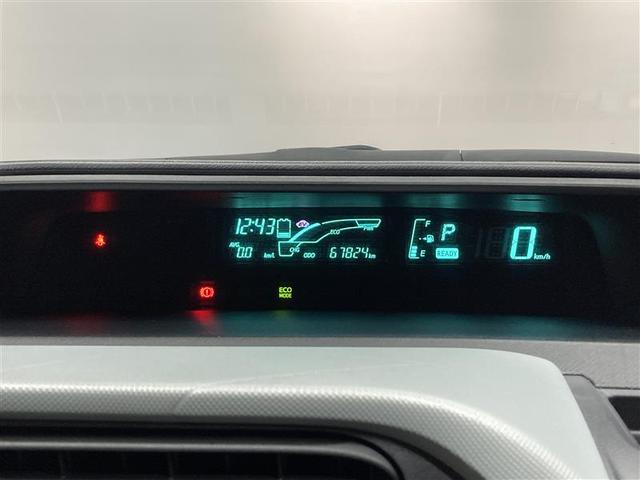 12:43
AVG
0.0 km/L
CHG
ECO
PWR
ODO 67824 km
F
E
P
READY
0 km/h
ECO
MODE